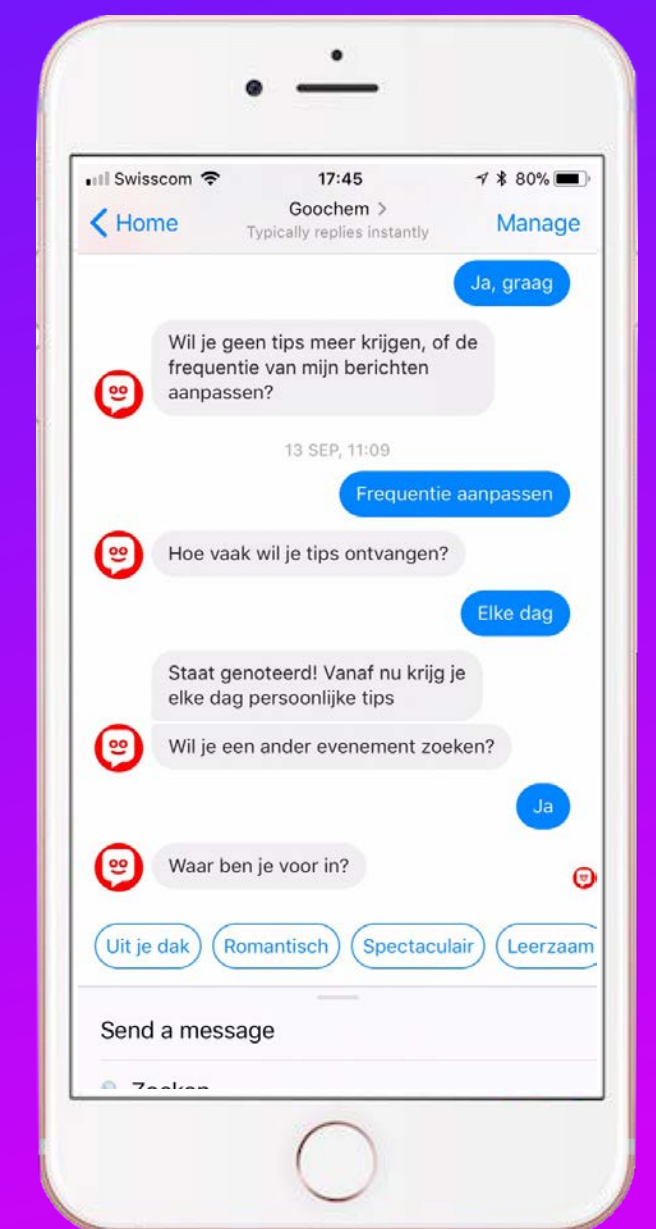 Swisscom 17:45 80%
Home Goochem > Manage
Typically replies instantly
Ja, graag
Wil je geen tips meer krijgen, of de
frequentie van mijn berichten
aanpassen?
13 SEP, 11:09
Frequentie aanpassen
Hoe vaak wil je tips ontvangen?
Elke dag
Staat genoteerd! Vanaf nu krijg je
elke dag persoonlijke tips
Wil je een ander evenement zoeken?
Ja
Waar ben je voor in?
Uit je dak Romantisch Spectaculair Leerzaam
Send a message
Zoeken